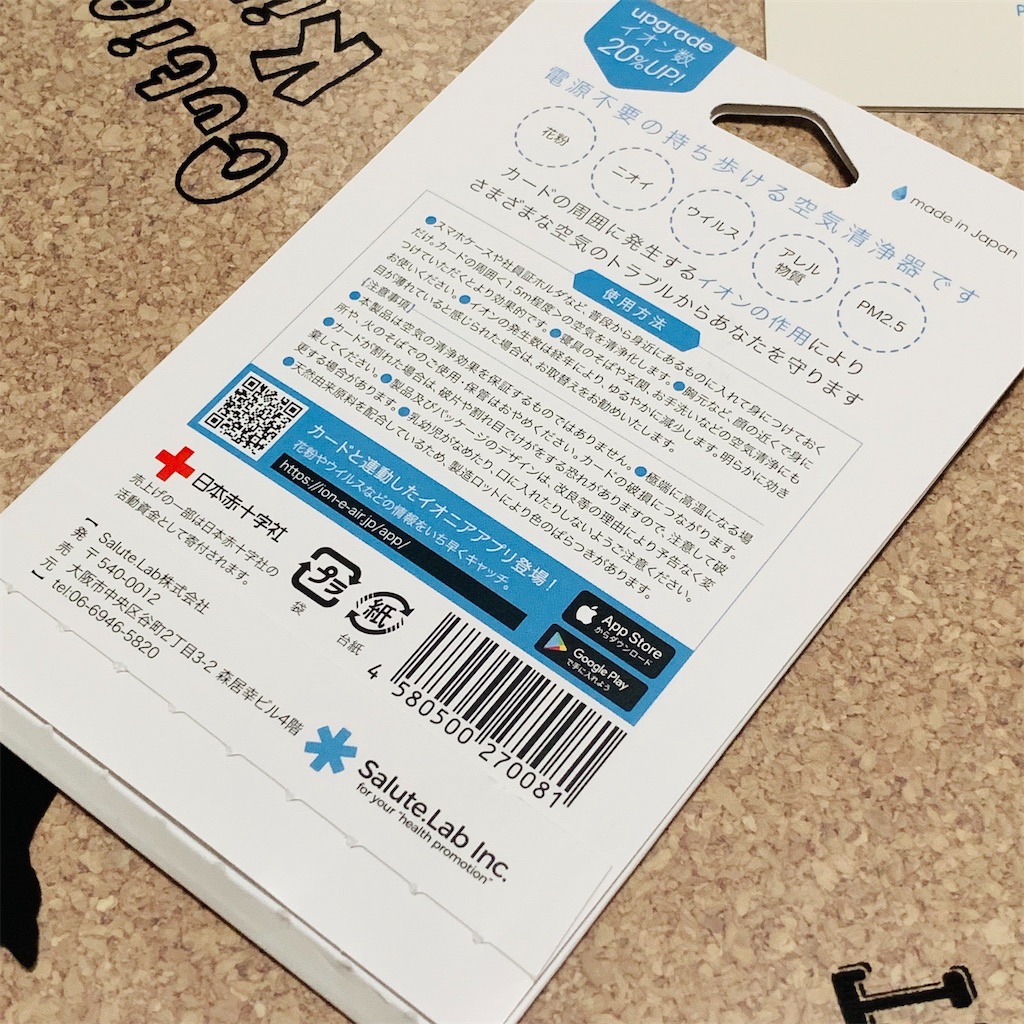 Cutie
upgrade
イオン数
20%UP!
電源不要の持ち歩ける空気清浄器です
made in Japan
花粉
ニオイ
ウイルス
アレル
物質
PM2.5
カードの周囲に発生するイオンの作用により
さまざまな空気のトラブルからあなたを守ります
使用方法
●スマホケースや社員証ホルダなど、普段から身近にあるものに入れて身につけておく
だけ。カードの周囲く1.5m程度>の空気を清浄化します。●胸元など、顔の近くで身に
つけていただくとより効果的です。●寝具のそばや玄関、お手洗いなどの空気清浄にも
お使いください。●イオンの発生数は経年により、ゆるやかに減少します。明らかに効き
目が薄れていると感じられた場合は、お取替えをお勧めいたします。
[注意事項]
●本製品は空気の清浄効果を保証するものではありません。●極端に高温になる場
所や、火のそばでのご使用・保管はおやめください。カードの破損につながります。
●カードが割れた場合は、破片や割れ目でけがをする恐れがありますので、注意して破
棄してください。●製品及びパッケージのデザインは、改良等の理由により予告なく変
更する場合があります。●乳幼児がなめたり、口に入れたりしないようご注意ください。
●天然由来原料を配合しているため、製造ロットにより色のばらつきがあります。
カードと連動したイオニアアプリ登場!
花粉やウイルスなどの情報をいち早くキャッチ。
https://ion-e-air.jp/app/
App Store
からダウンロード
Google Play
で手に入れよう
日本赤十字社
売上げの一部は日本赤十字社の
活動資金として寄付されます。
プラ
袋
紙
台紙
【発売元】
Salute.Lab株式会社
〒540-0012
大阪市中央区谷町2丁目3-2 森居幸ビル4階
tel.06-6946-5820
4 580500 270081
Salute.Lab Inc.
for your "health promotion"